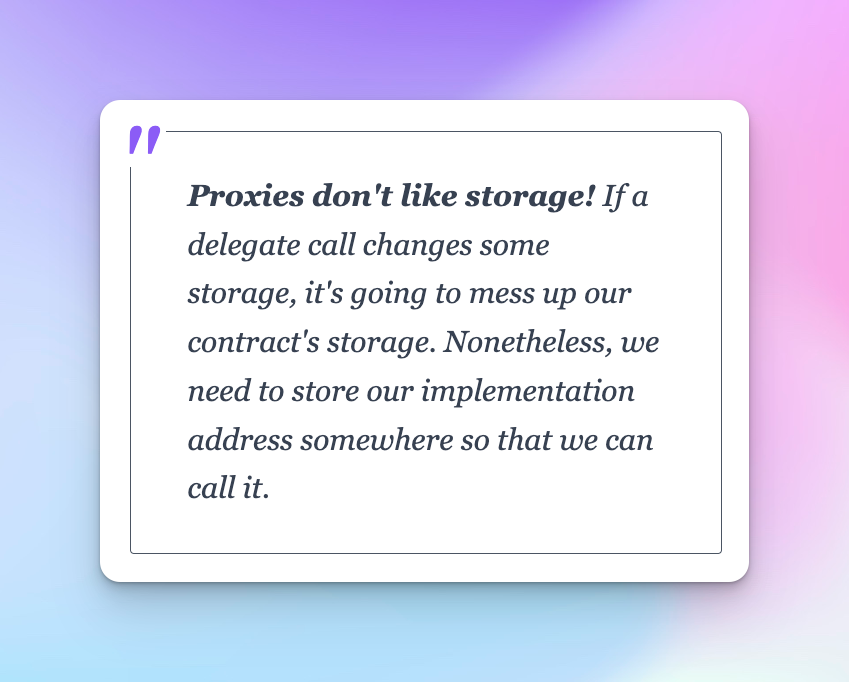 "
Proxies don't like storage! If a
delegate call changes some
storage, it's going to mess up our
contract's storage. Nonetheless, we
need to store our implementation
address somewhere so that we can
call it.